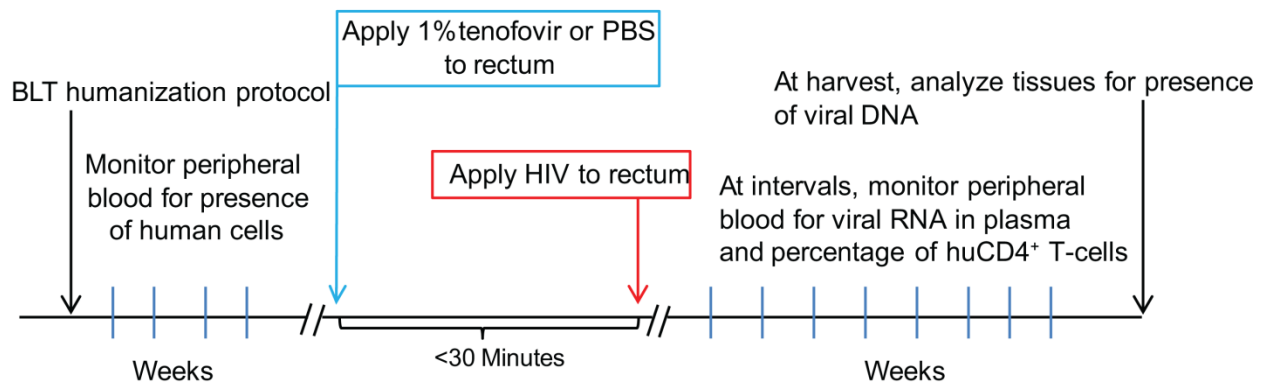 BLT humanization protocol
Monitor peripheral
blood for presence
of human cells
Weeks
Apply 1% tenofovir or PBS
to rectum
Apply HIV to rectum
<30 Minutes
At harvest, analyze tissues for presence
of viral DNA
At intervals, monitor peripheral
blood for viral RNA in plasma
and percentage of huCD4⁺ T-cells
Weeks